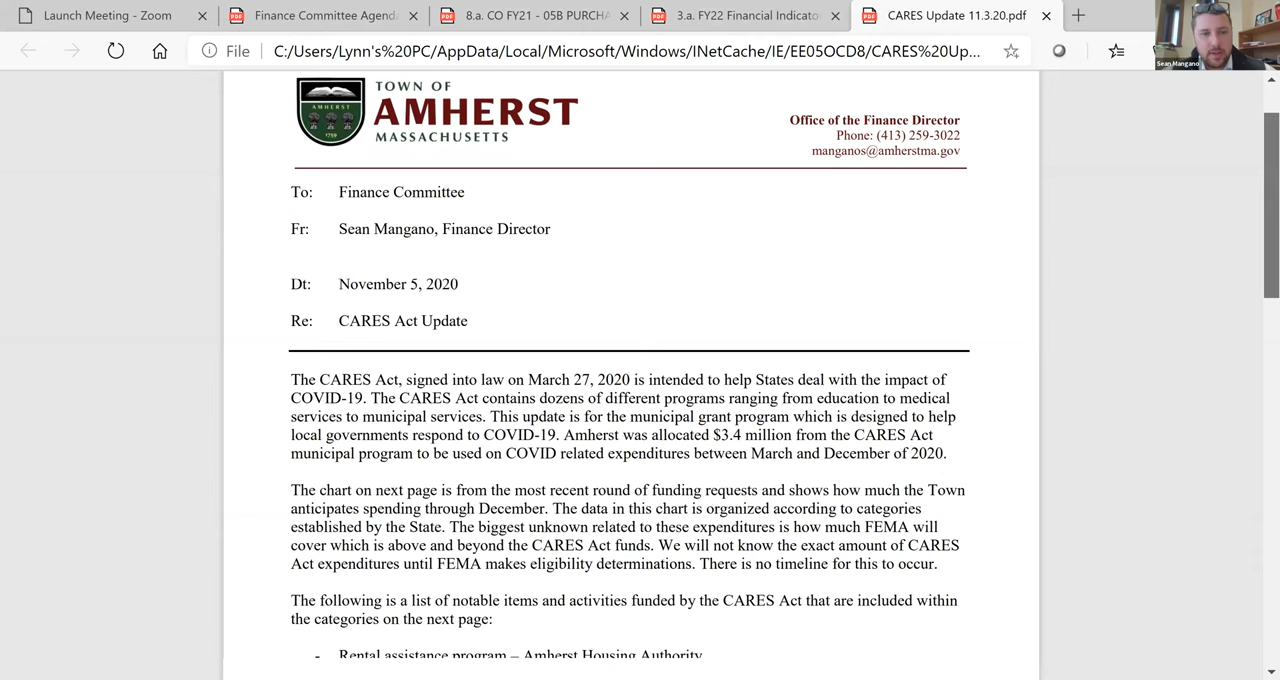 Launch Meeting - Zoom
Finance Committee Agenda
8.a. CO FY21 - 05B PURCHA
3.a. FY22 Financial Indicator
CARES Update 11.3.20.pdf
File
C:/Users/Lynn's%20PC/AppData/Local/Microsoft/Windows/INetCache/IE/EE05OCD8/CARES%20Up...
Sean Mangano
TOWN OF
AMHERST
MASSACHUSETTS
AMHERST
1759
Office of the Finance Director
Phone: (413) 259-3022
manganos@amherstma.gov
To: Finance Committee
Fr: Sean Mangano, Finance Director
Dt: November 5, 2020
Re: CARES Act Update
The CARES Act, signed into law on March 27, 2020 is intended to help States deal with the impact of
COVID-19. The CARES Act contains dozens of different programs ranging from education to medical
services to municipal services. This update is for the municipal grant program which is designed to help
local governments respond to COVID-19. Amherst was allocated $3.4 million from the CARES Act
municipal program to be used on COVID related expenditures between March and December of 2020.
The chart on next page is from the most recent round of funding requests and shows how much the Town
anticipates spending through December. The data in this chart is organized according to categories
established by the State. The biggest unknown related to these expenditures is how much FEMA will
cover which is above and beyond the CARES Act funds. We will not know the exact amount of CARES
Act expenditures until FEMA makes eligibility determinations. There is no timeline for this to occur.
The following is a list of notable items and activities funded by the CARES Act that are included within
the categories on the next page:
- Rental assistance program – Amherst Housing Authority